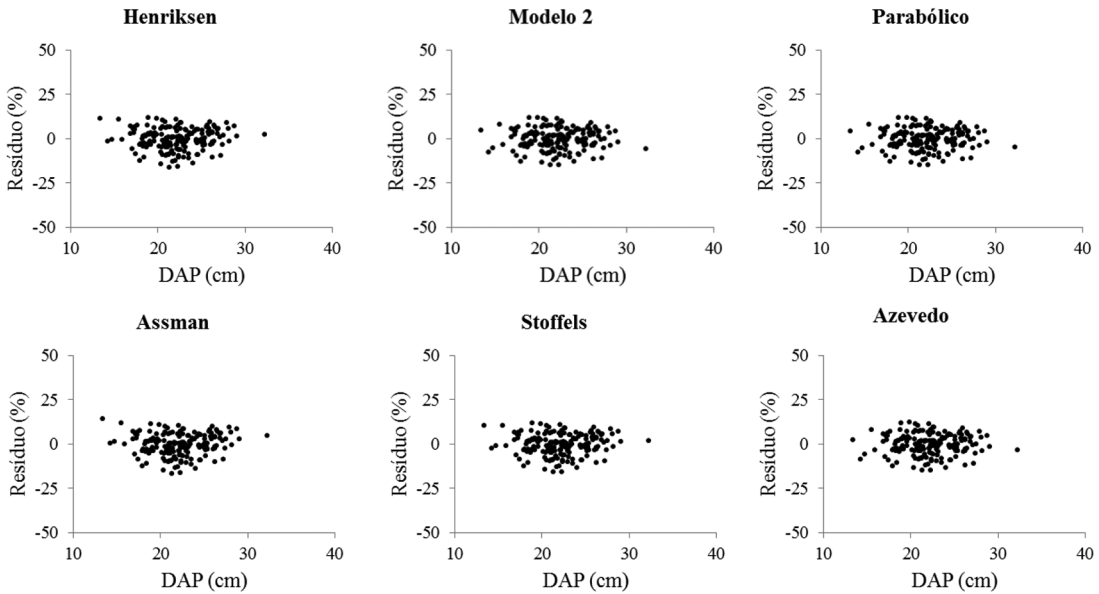 Henriksen
50
25
0
-25
-50
Resíduo (%)
10 20 30 40
DAP (cm)
Modelo 2
50
25
0
-25
-50
Resíduo (%)
10 20 30 40
DAP (cm)
Parabólico
50
25
0
-25
-50
Resíduo (%)
10 20 30 40
DAP (cm)
Assman
50
25
0
-25
-50
Resíduo (%)
10 20 30 40
DAP (cm)
Stoffels
50
25
0
-25
-50
Resíduo (%)
10 20 30 40
DAP (cm)
Azevedo
50
25
0
-25
-50
Resíduo (%)
10 20 30 40
DAP (cm)